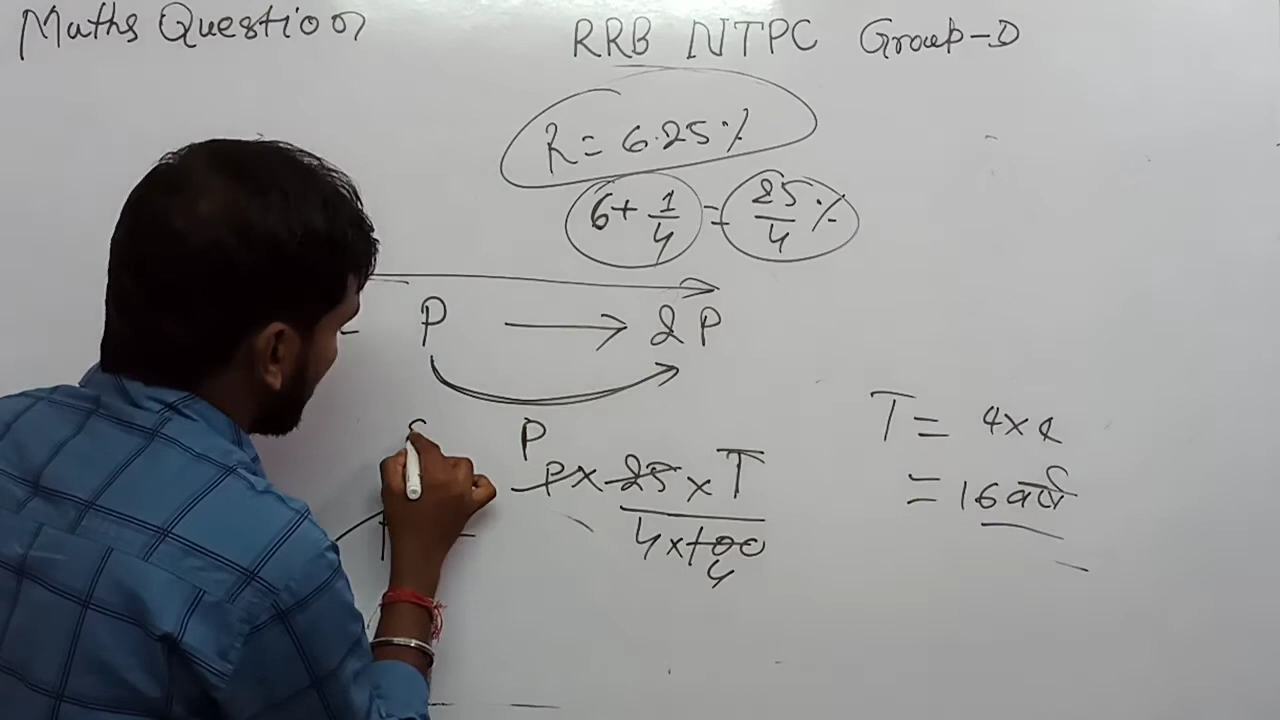 Maths Question
RRB NTPC Group-D
R = 6.25%
6 + 1/4 = 25/4 %
P → 2P
P
P × 25 × T
4 × 100
4
T = 4 × 4
= 16 वर्ष